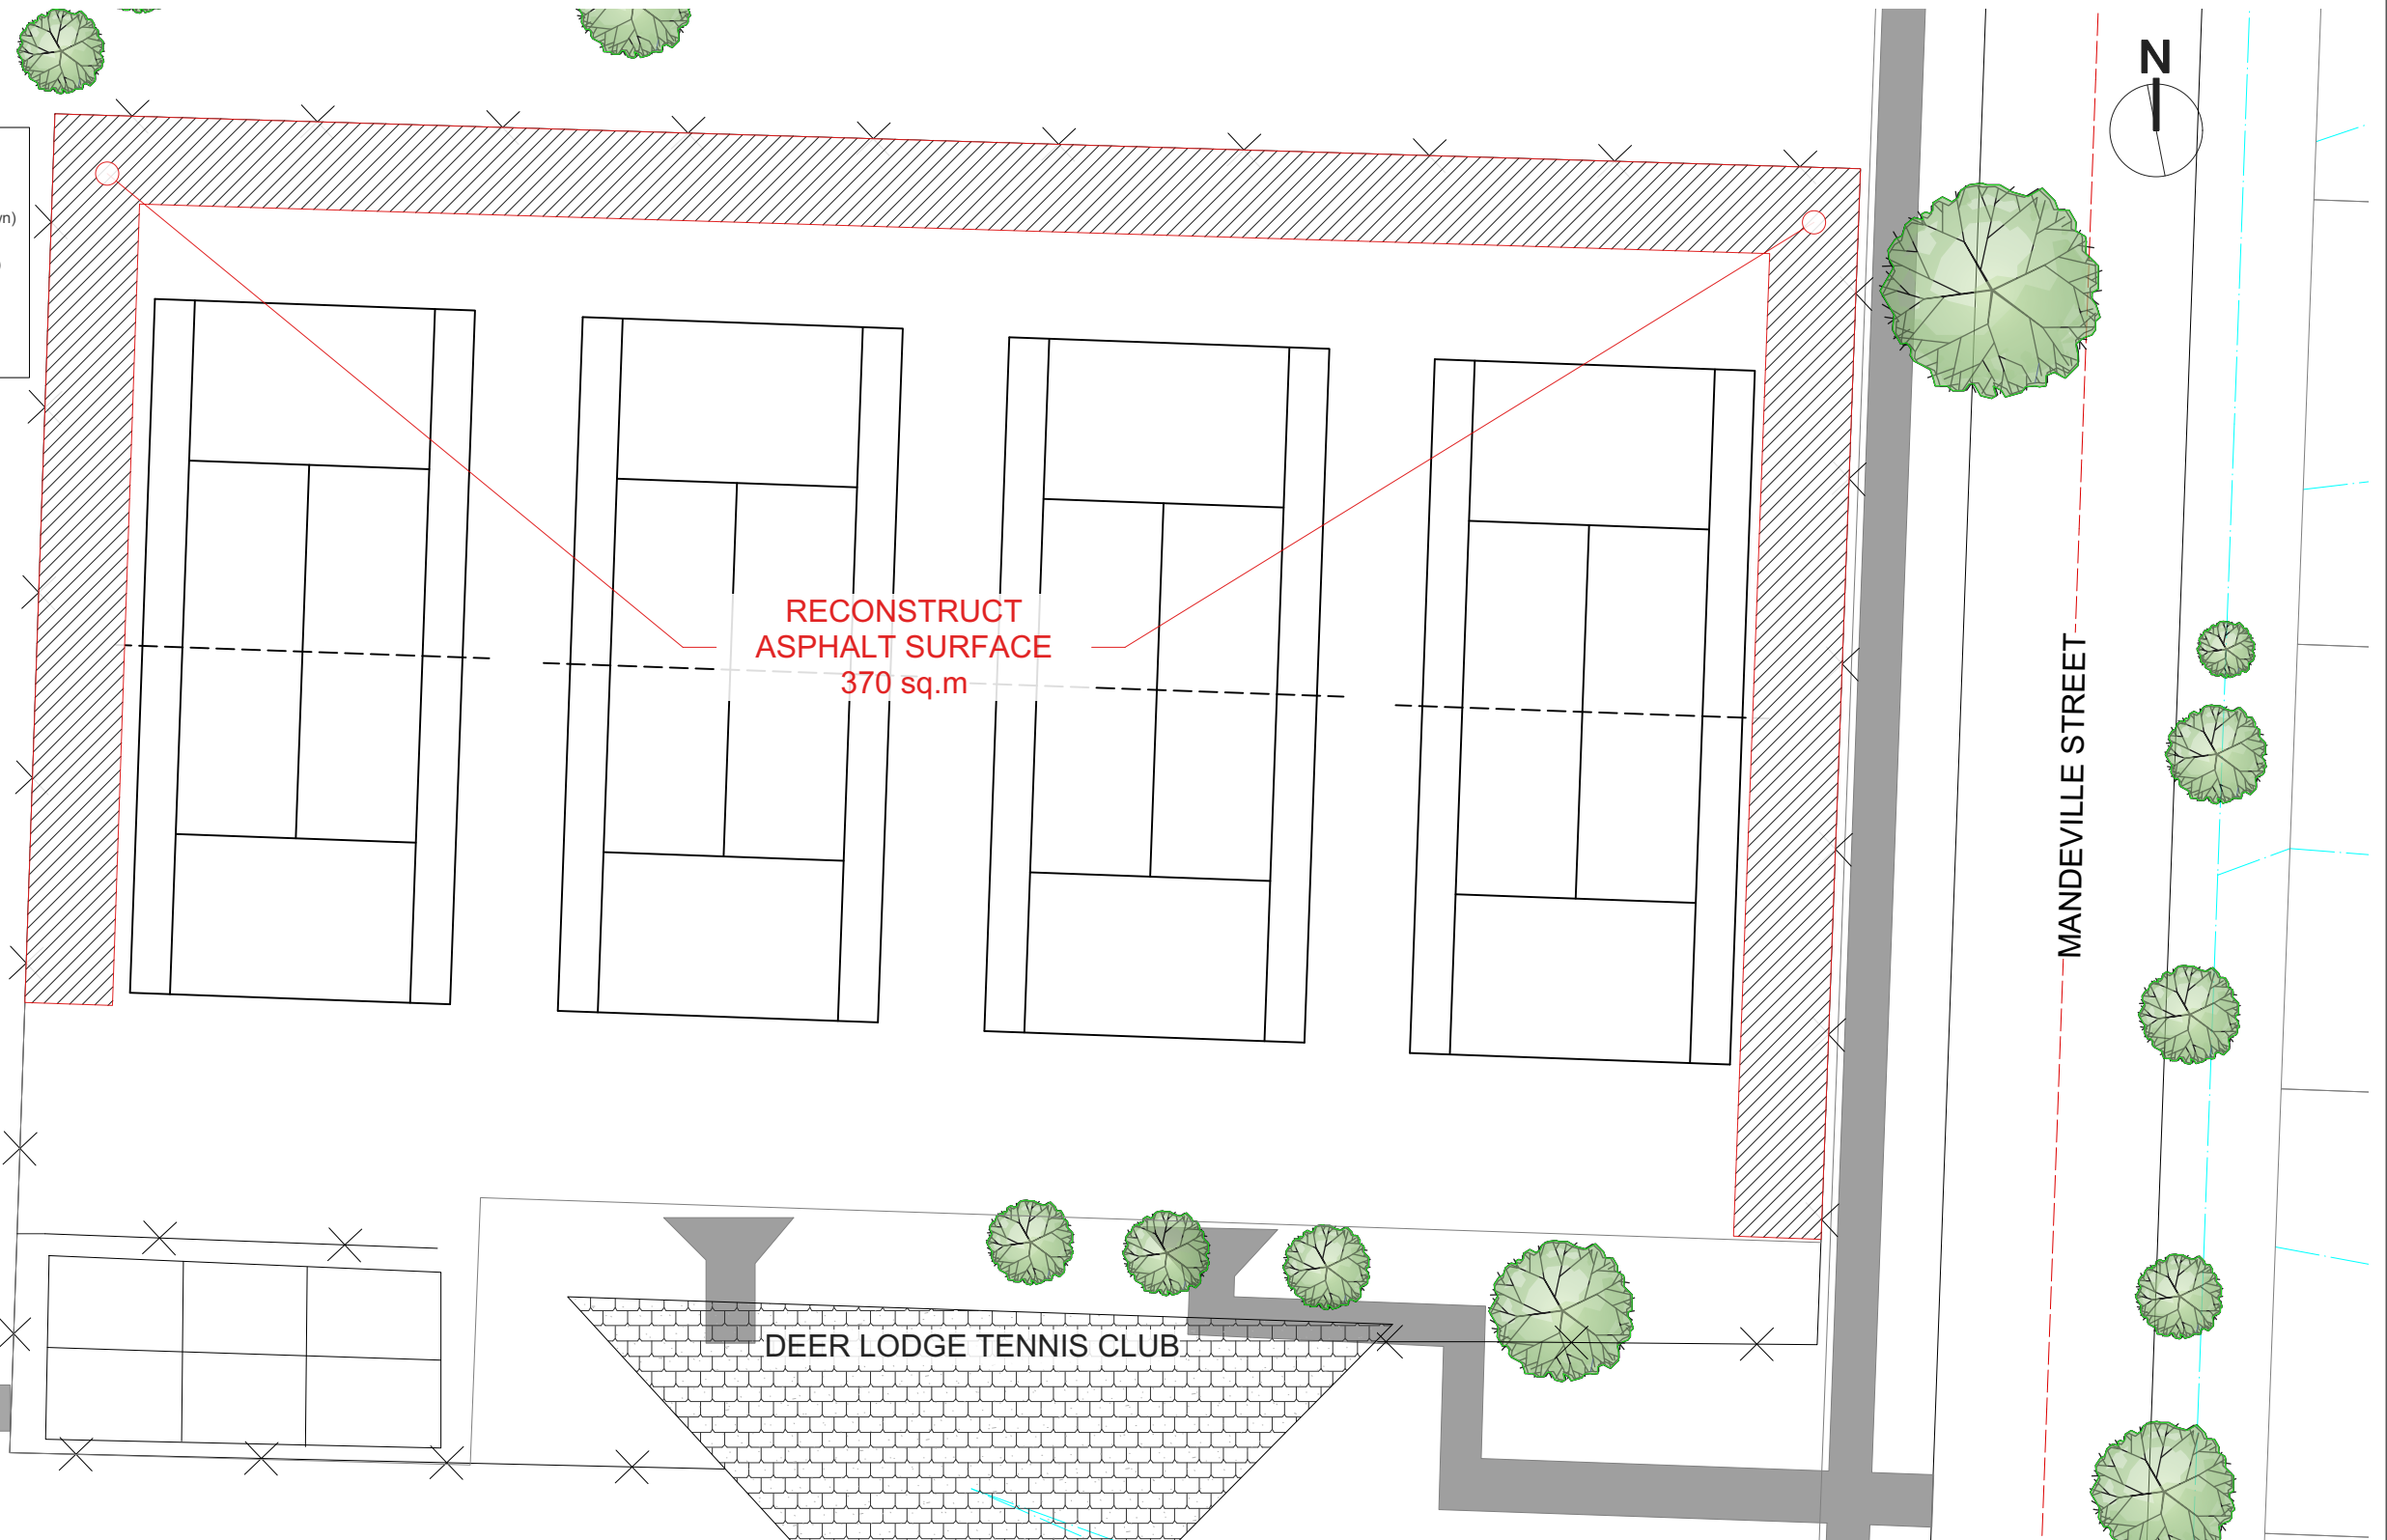 N
RECONSTRUCT
ASPHALT SURFACE
370 sq.m
MANDEVILLE STREET
DEER LODGE TENNIS CLUB